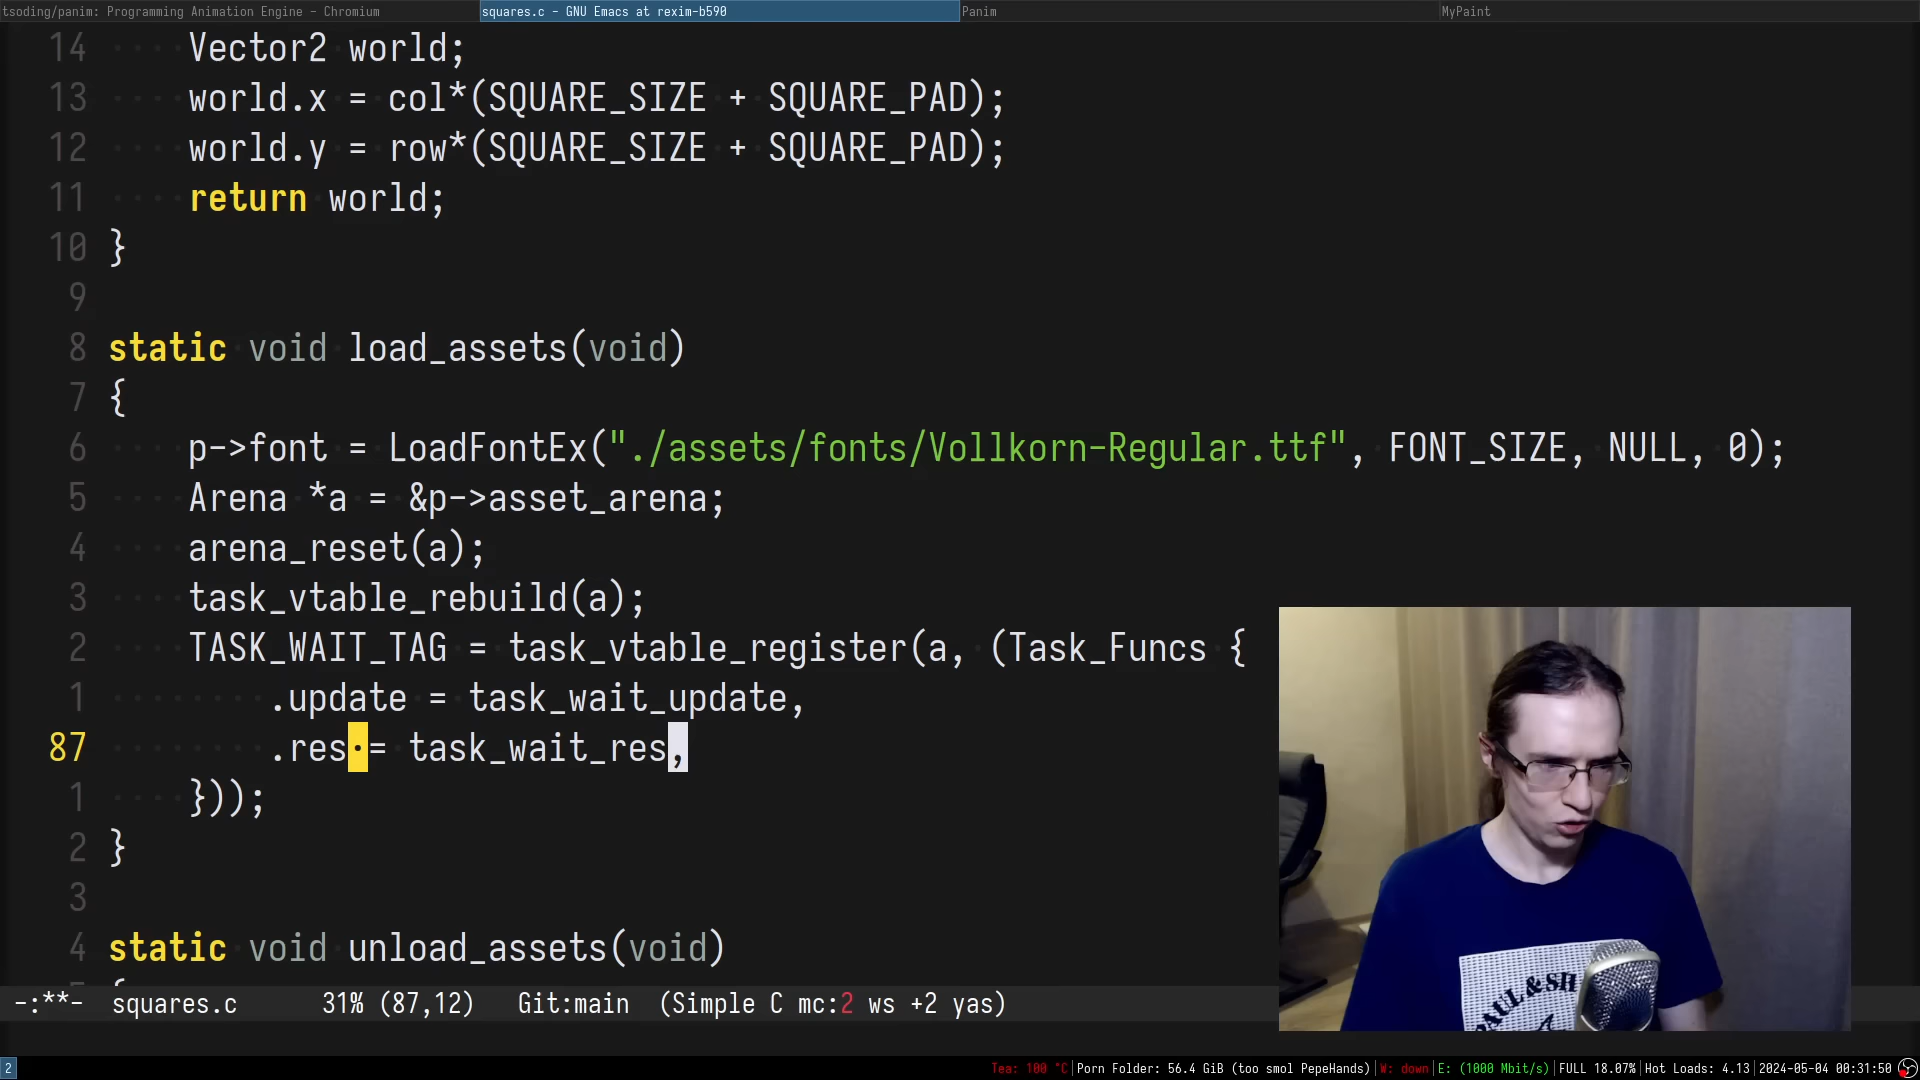 tsoding/panim: Programming Animation Engine - Chromium
squares.c - GNU Emacs at rexim-b590
Panim
MyPaint
14 Vector2 world;
13 world.x = col*(SQUARE_SIZE + SQUARE_PAD);
12 world.y = row*(SQUARE_SIZE + SQUARE_PAD);
11 return world;
10 }
9
8 static void load_assets(void)
7 {
6 p->font = LoadFontEx("./assets/fonts/Vollkorn-Regular.ttf", FONT_SIZE, NULL, 0);
5 Arena *a = &p->asset_arena;
4 arena_reset(a);
3 task_vtable_rebuild(a);
2 TASK_WAIT_TAG = task_vtable_register(a, (Task_Funcs {
1 .update = task_wait_update,
87 .res = task_wait_res,
1 }));
2 }
3
4 static void unload_assets(void)
-:**- squares.c 31% (87,12) Git:main (Simple C mc:2 ws +2 yas)
PAUL & SH
2
Tea: 100 °C|Porn Folder: 56.4 GiB (too smol PepeHands)|W: down|E: (1000 Mbit/s)|FULL 18.07%|Hot Loads: 4.13|2024-05-04 00:31:50